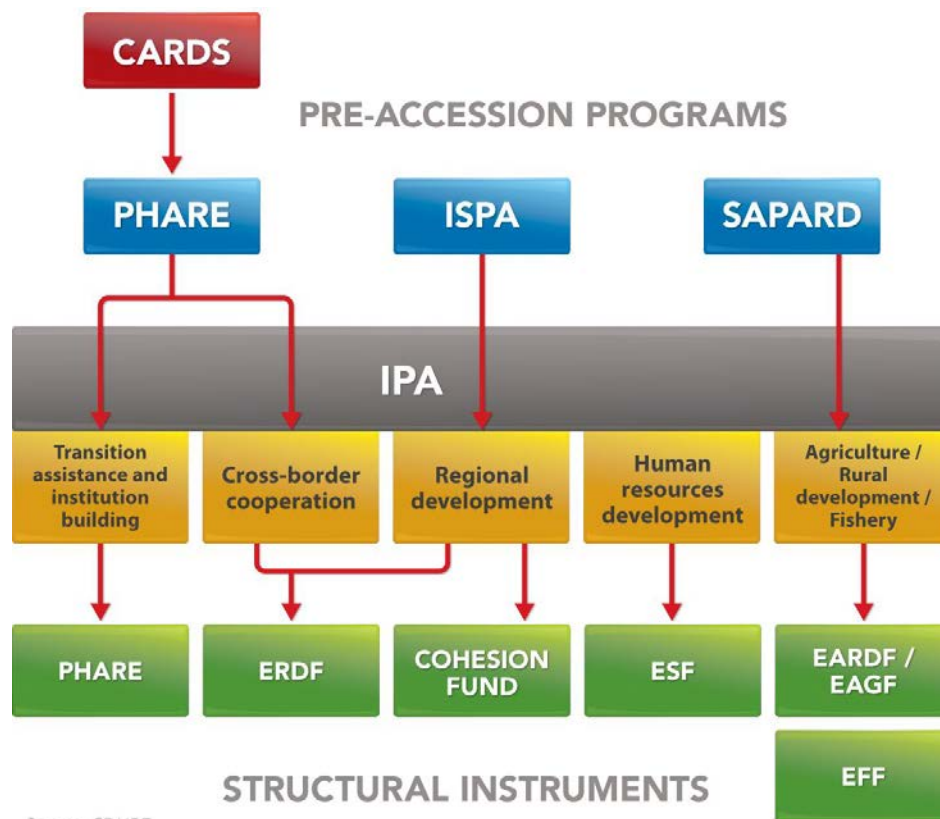 CARDS
PRE-ACCESSION PROGRAMS
PHARE
ISPA
SAPARD
IPA
Transition
assistance and
institution
building
Cross-border
cooperation
Regional
development
Human
resources
development
Agriculture /
Rural
development /
Fishery
PHARE
ERDF
COHESION
FUND
ESF
EARDF /
EAGF
EFF
STRUCTURAL INSTRUMENTS